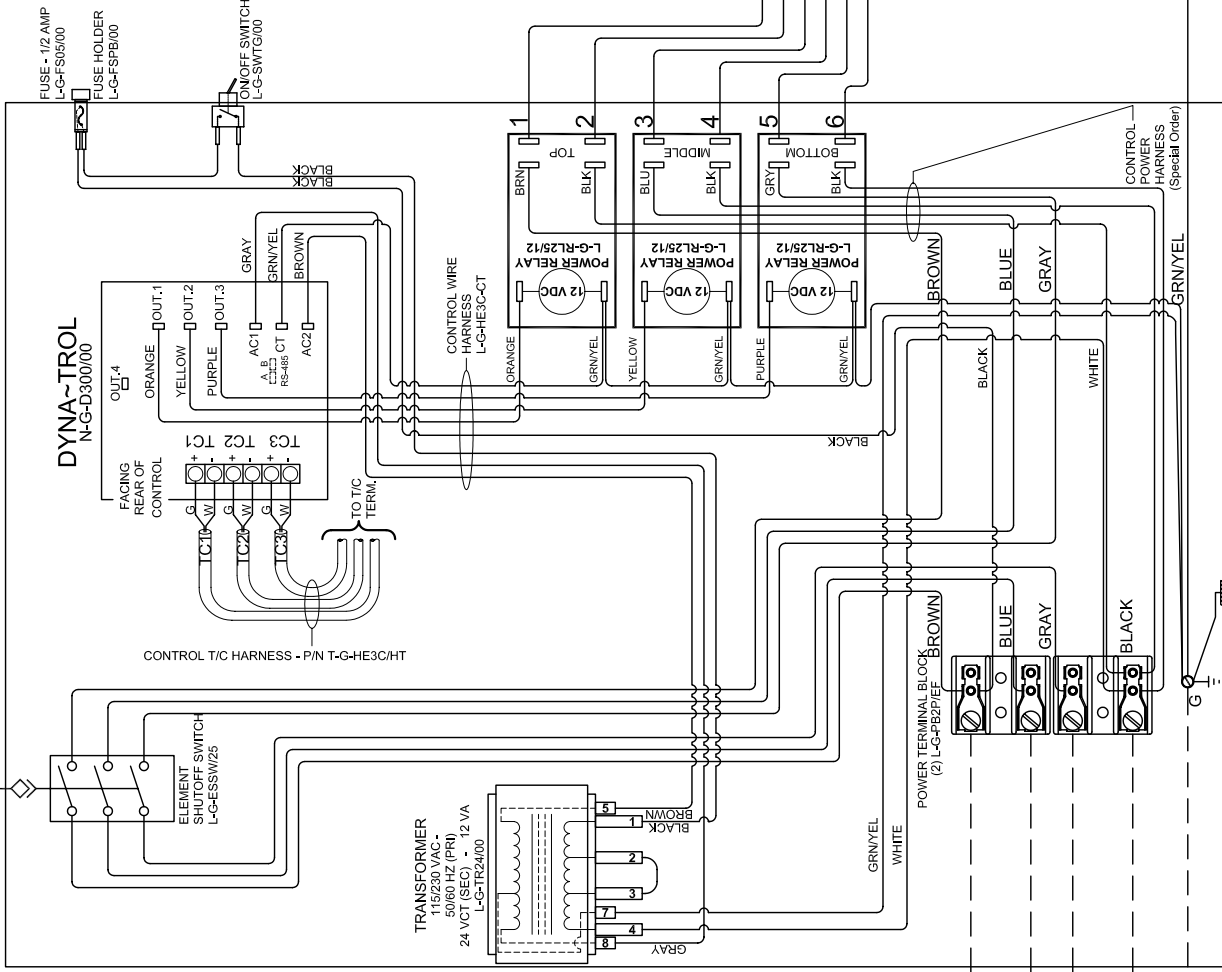 FUSE - 1/2 AMP
L-G-FS05/00
FUSE HOLDER
L-G-FSPB/00
ON/OFF SWITCH
L-G-SWTG/00
BLACK
BLACK
DYNA~TROL
N-G-D300/00
OUT.4
OUT.1
OUT.2
OUT.3
ORANGE
YELLOW
PURPLE
GRAY
GRN/YEL
BROWN
AC1
CT
AC2
A B
RS-485
TC1
TC2
TC3
+
-
+
-
+
-
FACING
REAR OF
CONTROL
G
W
G
W
G
W
TC1
TC2
TC3
TO T/C
TERM.
CONTROL T/C HARNESS - P/N T-G-HE3C/HT
CONTROL WIRE
HARNESS
L-G-HE3C-CT
1
2
3
4
5
6
TOP
MIDDLE
BOTTOM
BRN
BLK
BLU
BLK
GRY
BLK
POWER RELAY
L-G-RL25/12
POWER RELAY
L-G-RL25/12
POWER RELAY
L-G-RL25/12
12 VDC
12 VDC
12 VDC
ORANGE
GRN/YEL
YELLOW
GRN/YEL
PURPLE
GRN/YEL
CONTROL
POWER
HARNESS
(Special Order)
BROWN
BLUE
GRAY
GRN/YEL
BLACK
WHITE
BLACK
BROWN
BLUE
GRAY
BLACK
POWER TERMINAL BLOCK
(2) L-G-PB2P/EF
G
ELEMENT
SHUTOFF SWITCH
L-G-ESSW/25
TRANSFORMER
115/230 VAC -
50/60 HZ (PRI)
24 VCT (SEC) - 12 VA
L-G-TR24/00
5
1
2
3
7
4
8
BROWN
BLACK
GRAY
GRN/YEL
WHITE